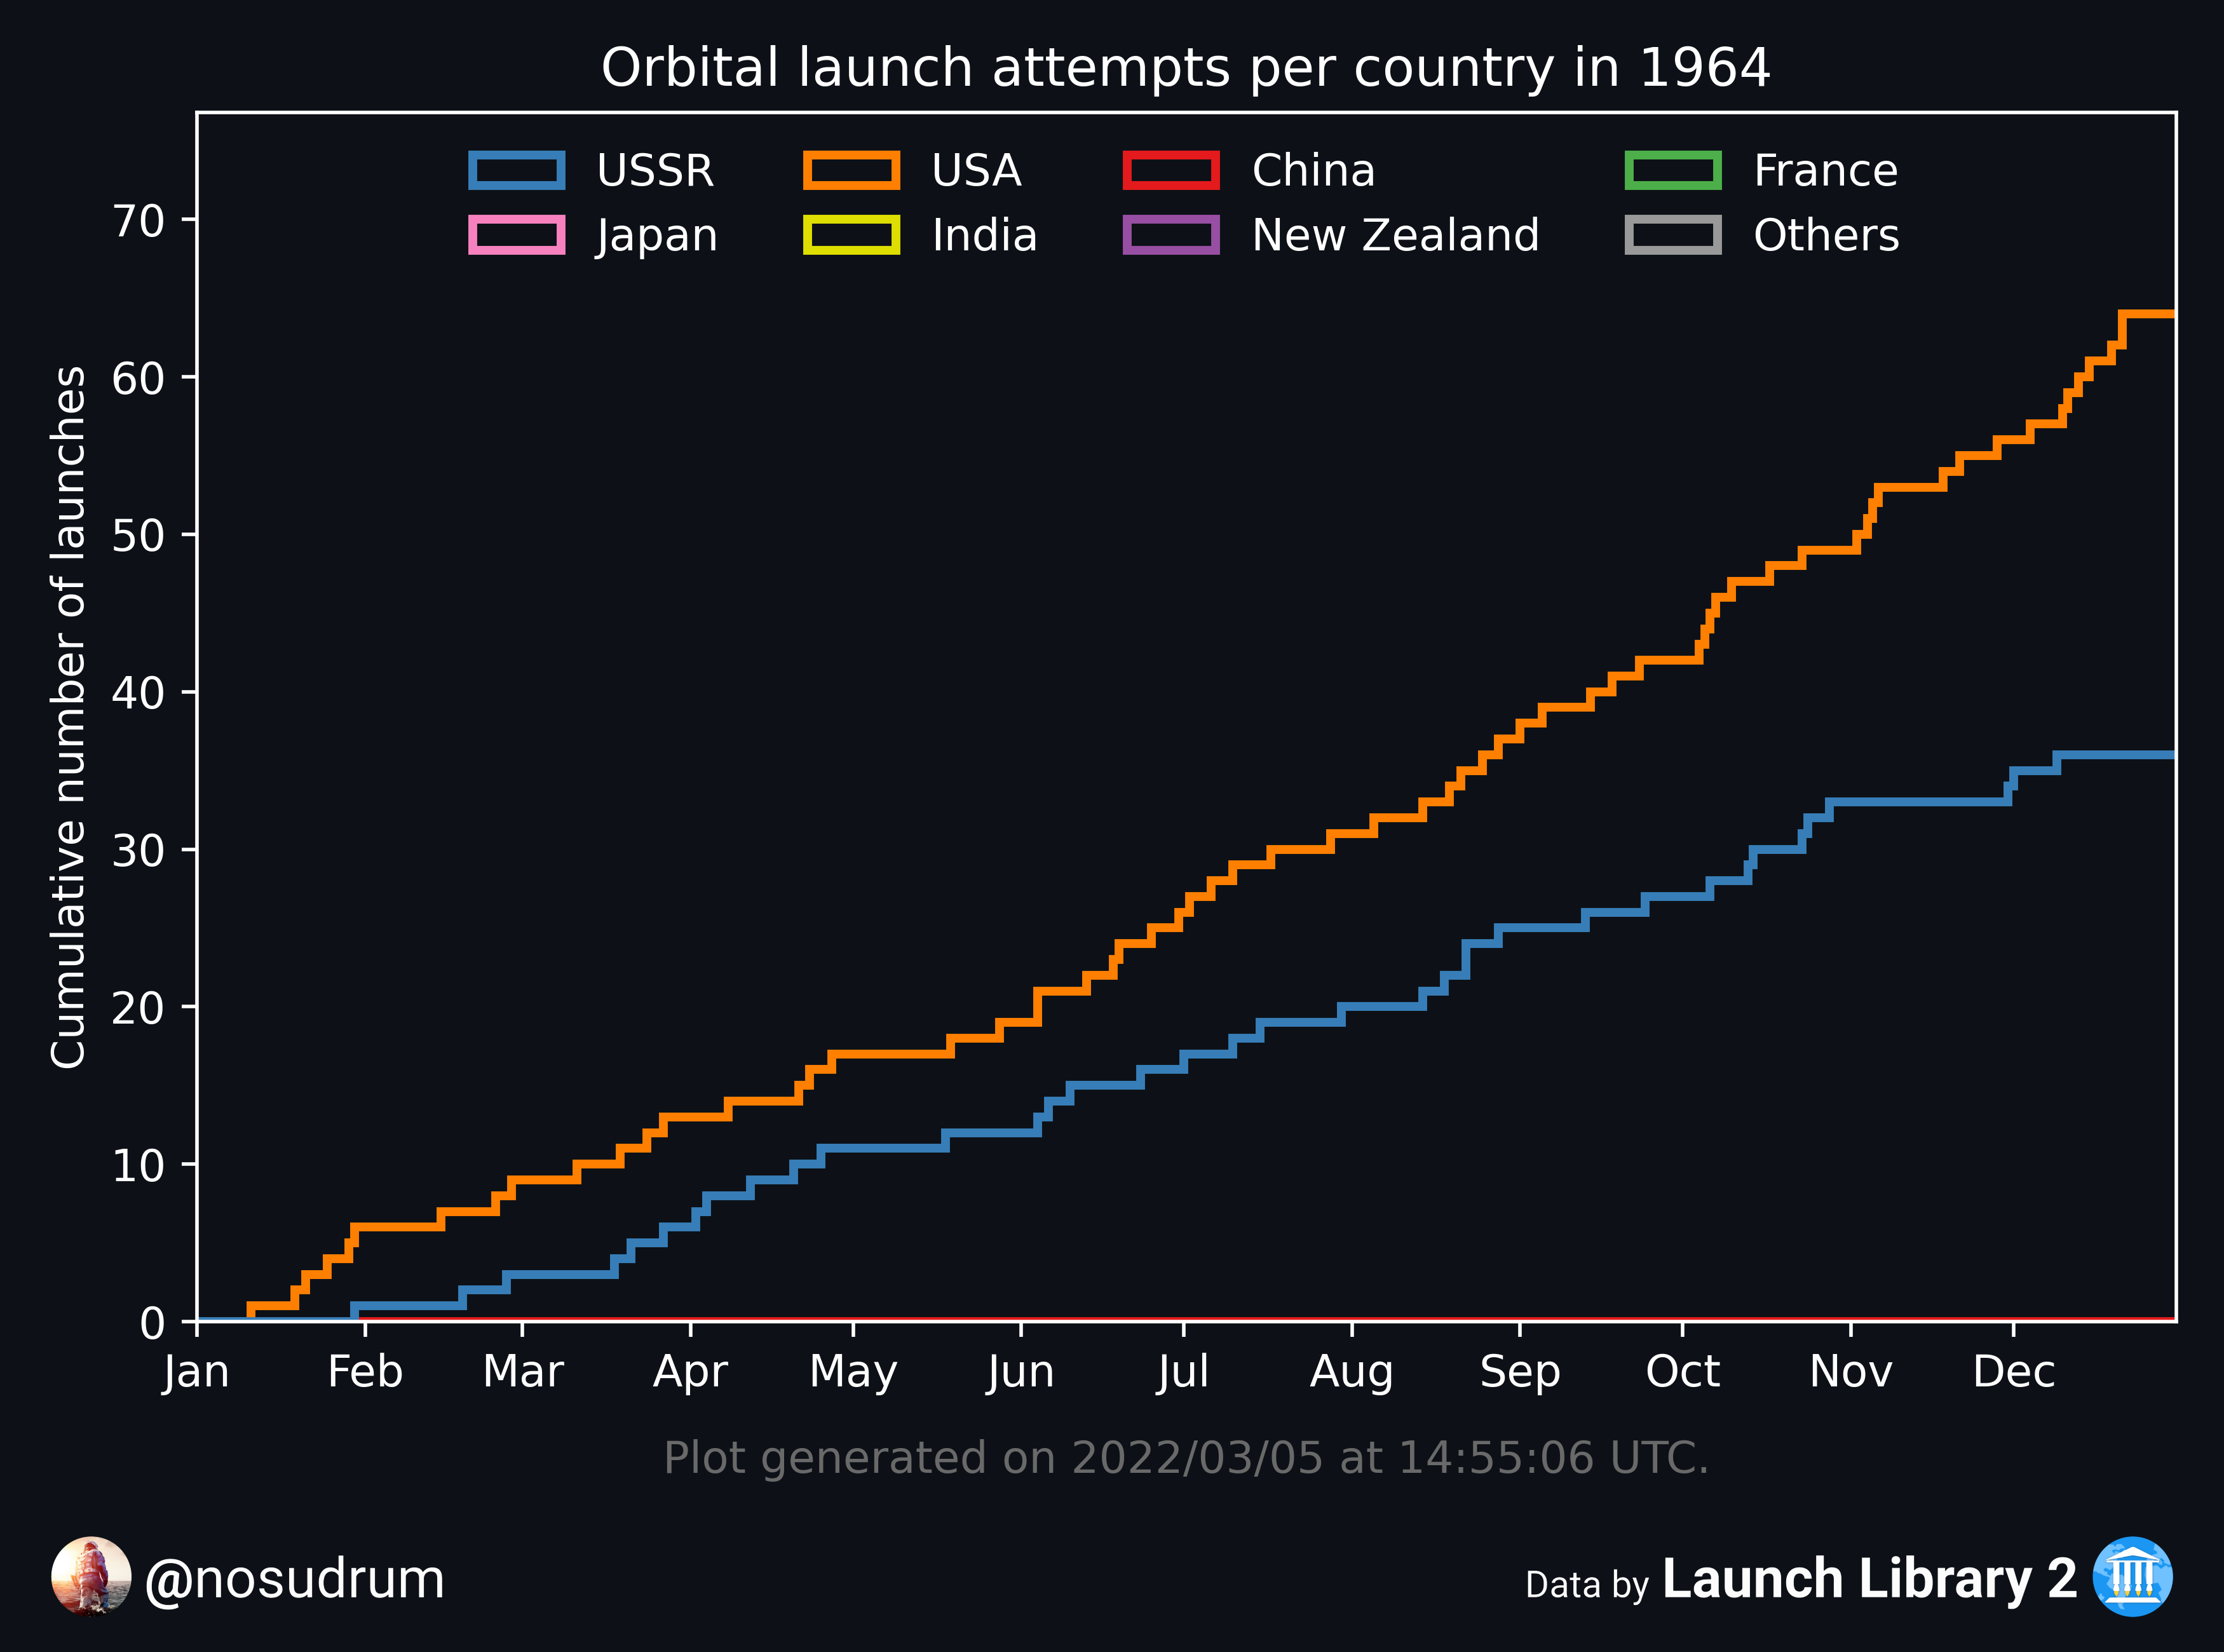 Orbital launch attempts per country in 1964
USSR USA China France
Japan India New Zealand Others
Cumulative number of launches
70
60
50
40
30
20
10
0
Jan Feb Mar Apr May Jun Jul Aug Sep Oct Nov Dec
Plot generated on 2022/03/05 at 14:55:06 UTC.
@nosudrum
Data by Launch Library 2